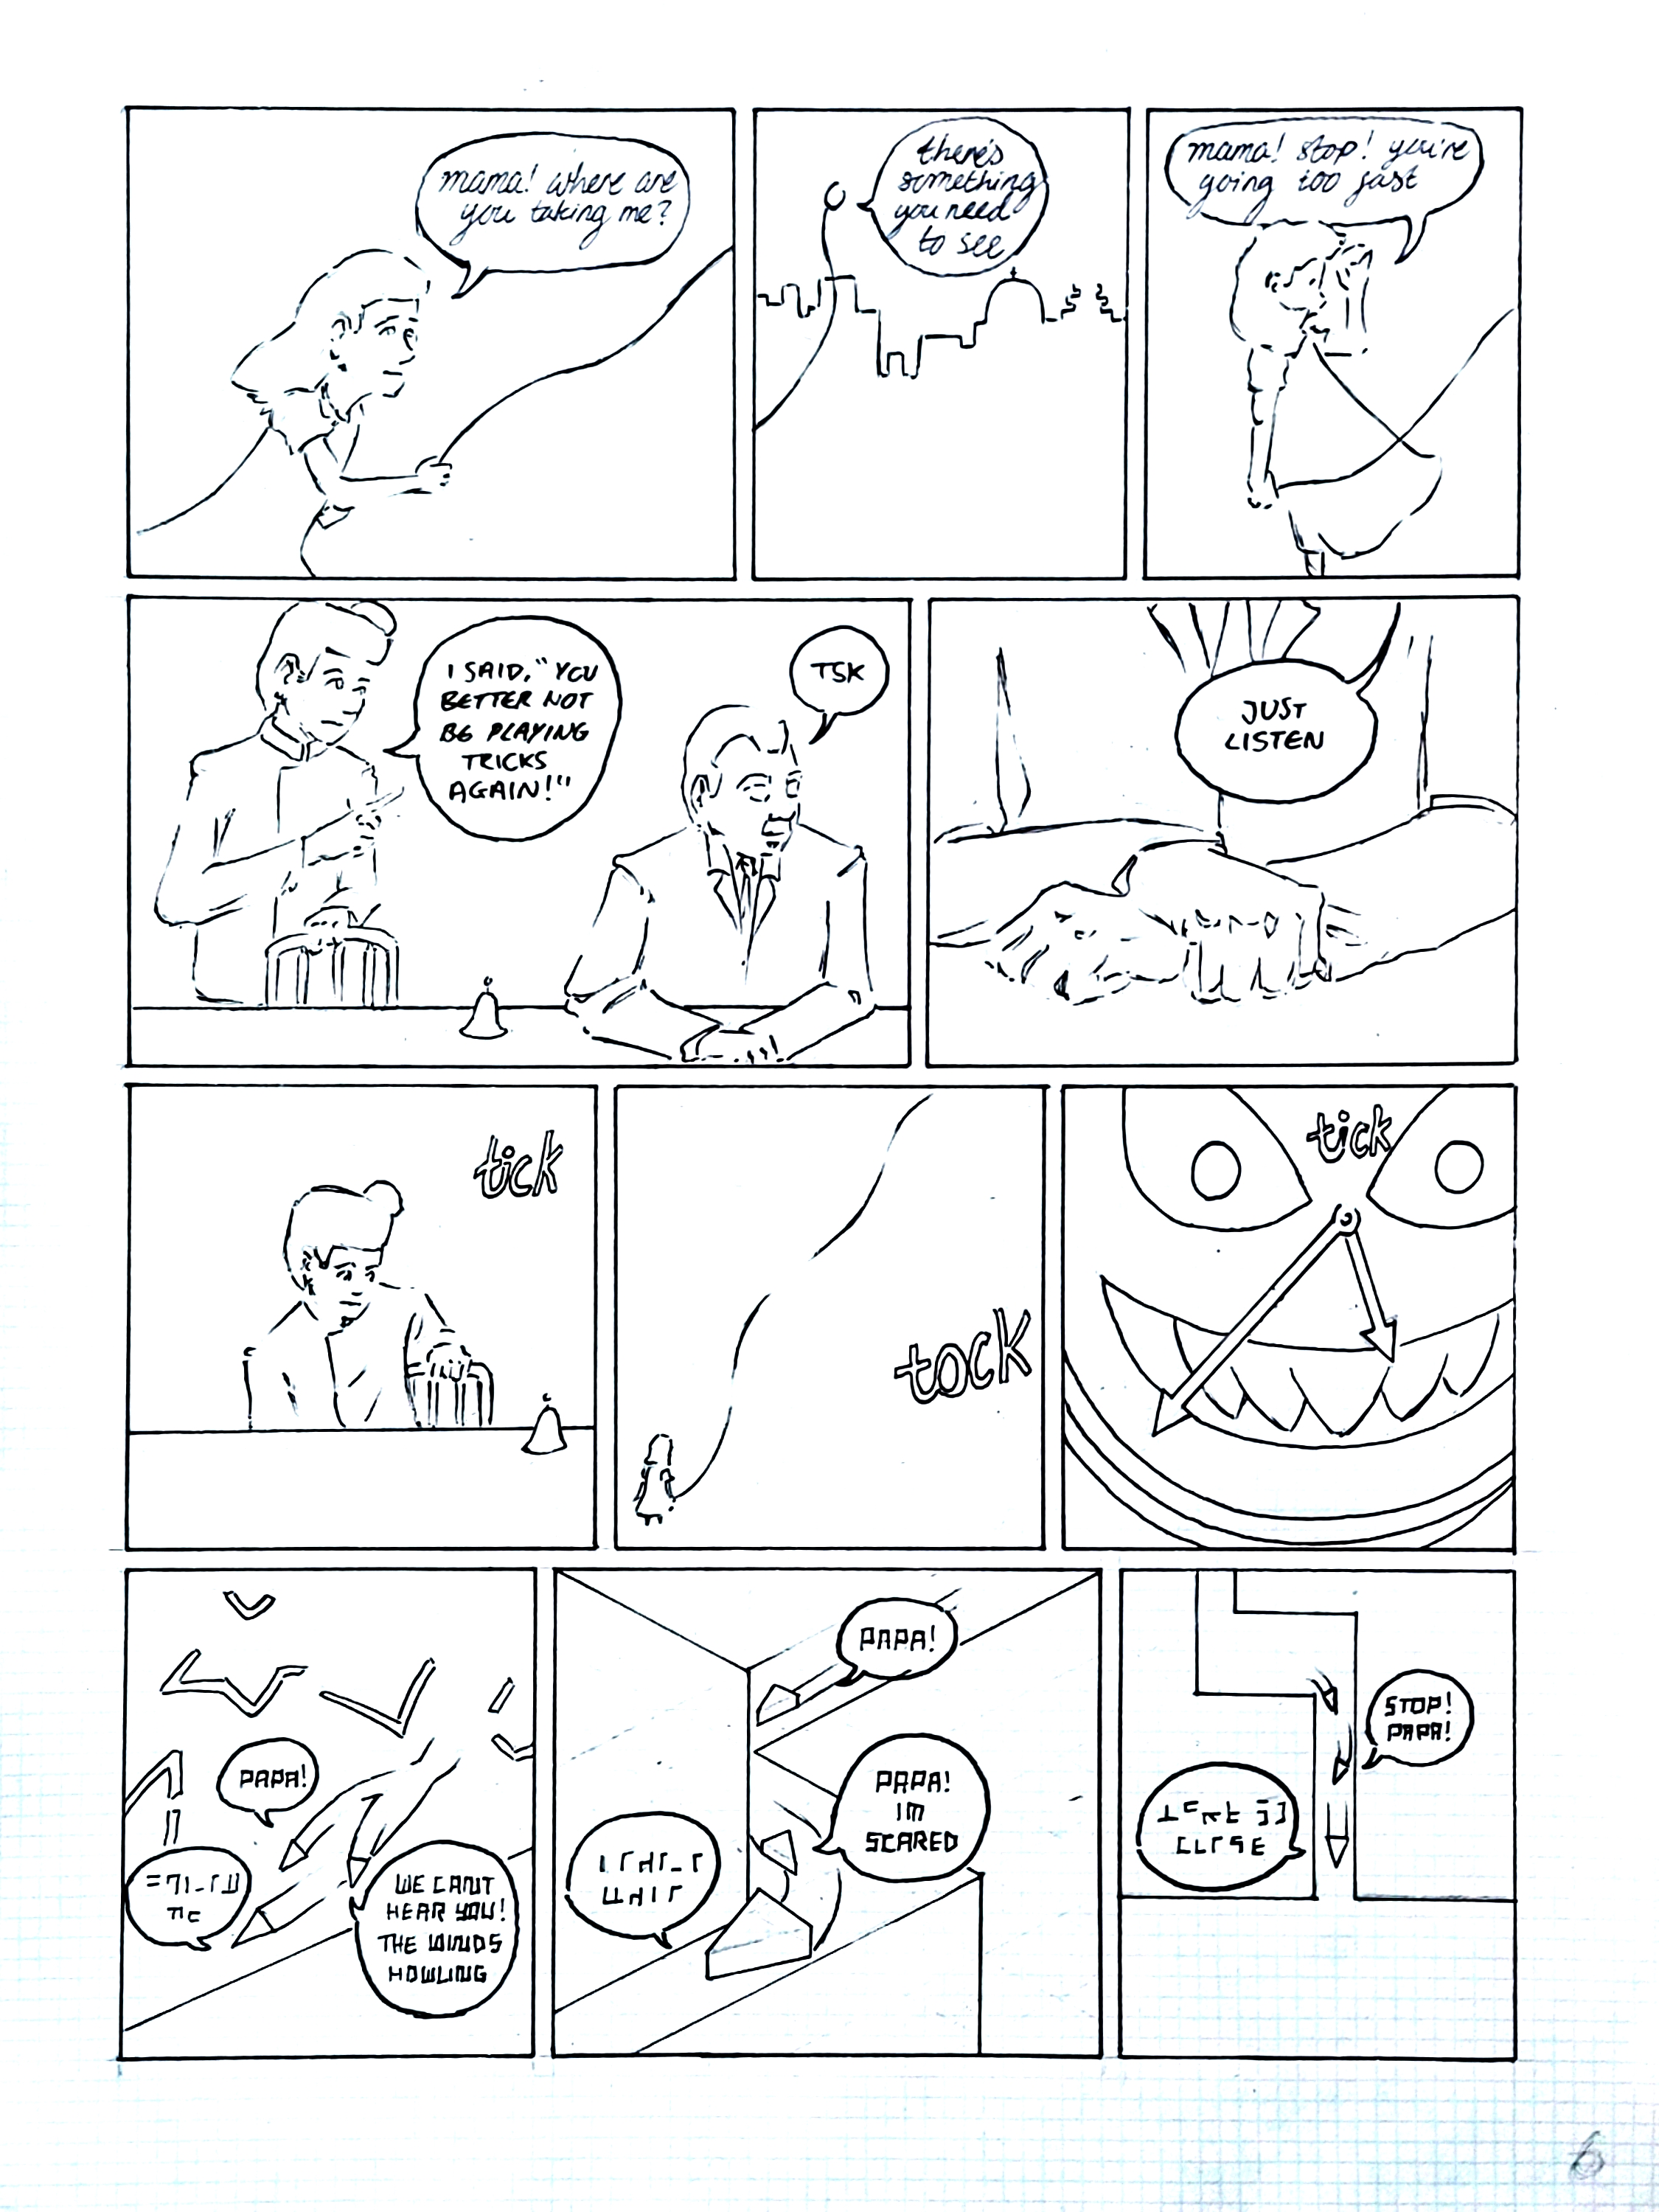 mama! where are
you taking me?
there's
something
you need
to see
mama! stop! you're
going too fast
I SAID, "YOU
BETTER NOT
BE PLAYING
TRICKS
AGAIN!"
TSK
JUST
LISTEN
tick
tock
tick
PAPA!
WE CANT
HEAR YOU!
THE WINDS
HOWLING
PAPA!
PAPA!
IM
SCARED
STOP!
PAPA!
6